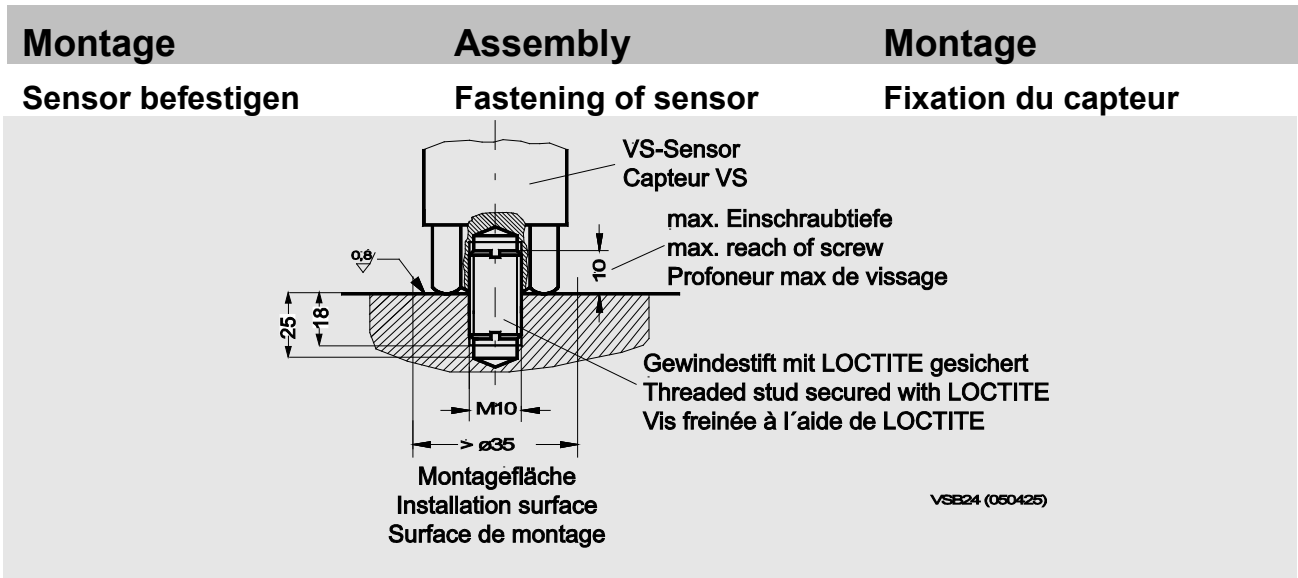 Montage
Assembly
Montage
Sensor befestigen
Fastening of sensor
Fixation du capteur
VS-Sensor
Capteur VS
max. Einschraubtiefe
max. reach of screw
Profoneur max de vissage
0,8
10
25
18
Gewindestift mit LOCTITE gesichert
Threaded stud secured with LOCTITE
Vis freinée à l´aide de LOCTITE
M10
> ø35
Montagefläche
Installation surface
Surface de montage
VSB24 (050425)